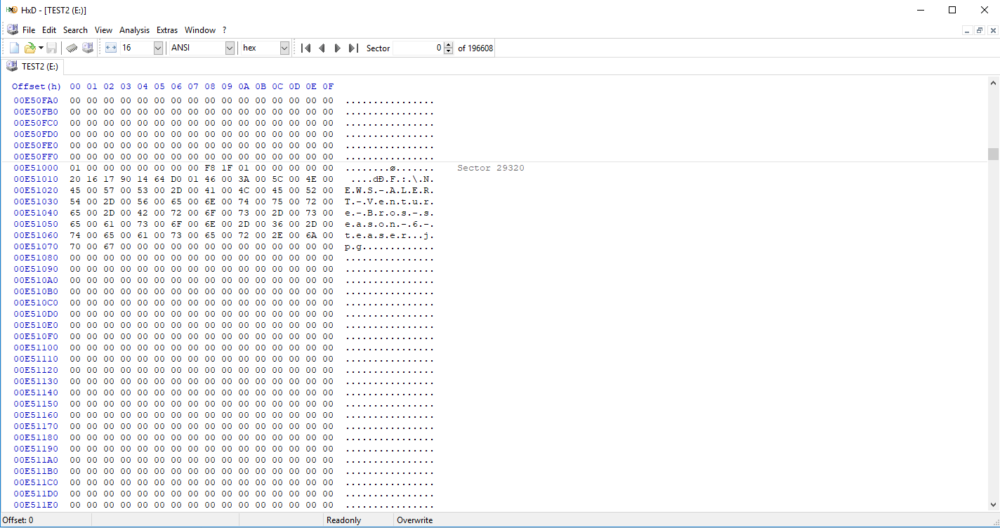 HxD - [TEST2 (E:)]
File Edit Search View Analysis Extras Window ?
16 ANSI hex Sector 0 of 196608
TEST2 (E:)
Offset(h) 00 01 02 03 04 05 06 07 08 09 0A 0B 0C 0D 0E 0F
00E50FA0 00 00 00 00 00 00 00 00 00 00 00 00 00 00 00 00 ................
00E50FB0 00 00 00 00 00 00 00 00 00 00 00 00 00 00 00 00 ................
00E50FC0 00 00 00 00 00 00 00 00 00 00 00 00 00 00 00 00 ................
00E50FD0 00 00 00 00 00 00 00 00 00 00 00 00 00 00 00 00 ................
00E50FE0 00 00 00 00 00 00 00 00 00 00 00 00 00 00 00 00 ................
00E50FF0 00 00 00 00 00 00 00 00 00 00 00 00 00 00 00 00 ................
00E51000 01 00 00 00 00 00 00 00 F8 1F 01 00 00 00 00 00 ........ø....... Sector 29320
00E51010 20 16 17 90 14 64 D0 01 46 00 3A 00 5C 00 4E 00 ....dÐ.F.:.\.N.
00E51020 45 00 57 00 53 00 2D 00 41 00 4C 00 45 00 52 00 E.W.S.-.A.L.E.R.
00E51030 54 00 2D 00 56 00 65 00 6E 00 74 00 75 00 72 00 T.-.V.e.n.t.u.r.
00E51040 65 00 2D 00 42 00 72 00 6F 00 73 00 2D 00 73 00 e.-.B.r.o.s.-.s.
00E51050 65 00 61 00 73 00 6F 00 6E 00 2D 00 36 00 2D 00 e.a.s.o.n.-.6.-.
00E51060 74 00 65 00 61 00 73 00 65 00 72 00 2E 00 6A 00 t.e.a.s.e.r...j.
00E51070 70 00 67 00 00 00 00 00 00 00 00 00 00 00 00 00 p.g.............
00E51080 00 00 00 00 00 00 00 00 00 00 00 00 00 00 00 00 ................
00E51090 00 00 00 00 00 00 00 00 00 00 00 00 00 00 00 00 ................
00E510A0 00 00 00 00 00 00 00 00 00 00 00 00 00 00 00 00 ................
00E510B0 00 00 00 00 00 00 00 00 00 00 00 00 00 00 00 00 ................
00E510C0 00 00 00 00 00 00 00 00 00 00 00 00 00 00 00 00 ................
00E510D0 00 00 00 00 00 00 00 00 00 00 00 00 00 00 00 00 ................
00E510E0 00 00 00 00 00 00 00 00 00 00 00 00 00 00 00 00 ................
00E510F0 00 00 00 00 00 00 00 00 00 00 00 00 00 00 00 00 ................
00E51100 00 00 00 00 00 00 00 00 00 00 00 00 00 00 00 00 ................
00E51110 00 00 00 00 00 00 00 00 00 00 00 00 00 00 00 00 ................
00E51120 00 00 00 00 00 00 00 00 00 00 00 00 00 00 00 00 ................
00E51130 00 00 00 00 00 00 00 00 00 00 00 00 00 00 00 00 ................
00E51140 00 00 00 00 00 00 00 00 00 00 00 00 00 00 00 00 ................
00E51150 00 00 00 00 00 00 00 00 00 00 00 00 00 00 00 00 ................
00E51160 00 00 00 00 00 00 00 00 00 00 00 00 00 00 00 00 ................
00E51170 00 00 00 00 00 00 00 00 00 00 00 00 00 00 00 00 ................
00E51180 00 00 00 00 00 00 00 00 00 00 00 00 00 00 00 00 ................
00E51190 00 00 00 00 00 00 00 00 00 00 00 00 00 00 00 00 ................
00E511A0 00 00 00 00 00 00 00 00 00 00 00 00 00 00 00 00 ................
00E511B0 00 00 00 00 00 00 00 00 00 00 00 00 00 00 00 00 ................
00E511C0 00 00 00 00 00 00 00 00 00 00 00 00 00 00 00 00 ................
00E511D0 00 00 00 00 00 00 00 00 00 00 00 00 00 00 00 00 ................
00E511E0 00 00 00 00 00 00 00 00 00 00 00 00 00 00 00 00 ................
Offset: 0 Readonly Overwrite